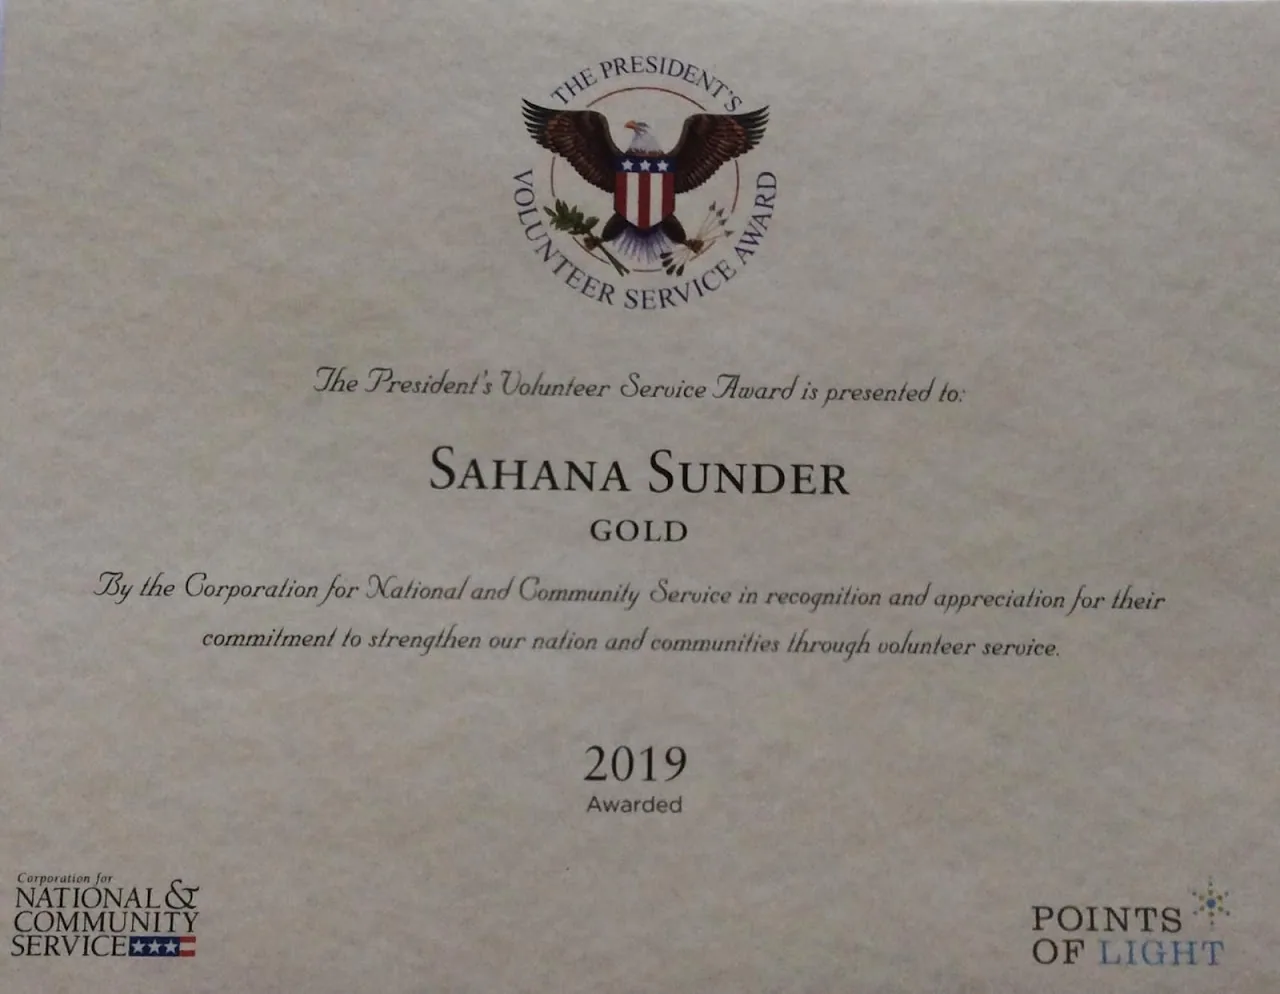 THE PRESIDENT'S
VOLUNTEER SERVICE AWARD
The President's Volunteer Service Award is presented to:
SAHANA SUNDER
GOLD
By the Corporation for National and Community Service in recognition and appreciation for their
commitment to strengthen our nation and communities through volunteer service.
2019
Awarded
Corporation for
NATIONAL &
COMMUNITY
SERVICE
POINTS
OF LIGHT